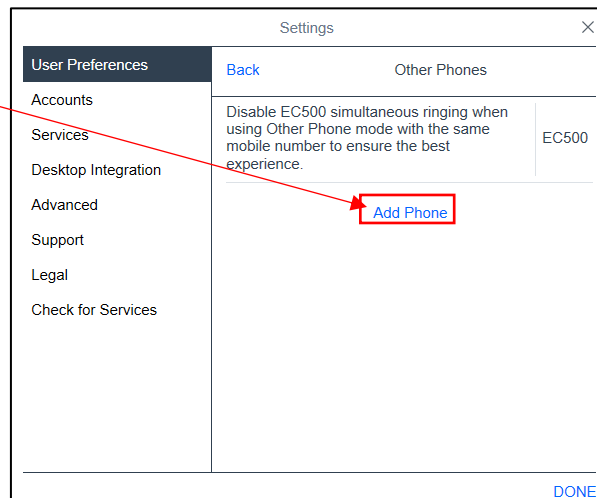 Settings
User Preferences
Accounts
Services
Desktop Integration
Advanced
Support
Legal
Check for Services
Back
Other Phones
Disable EC500 simultaneous ringing when
using Other Phone mode with the same
mobile number to ensure the best
experience.
EC500
Add Phone
DONE